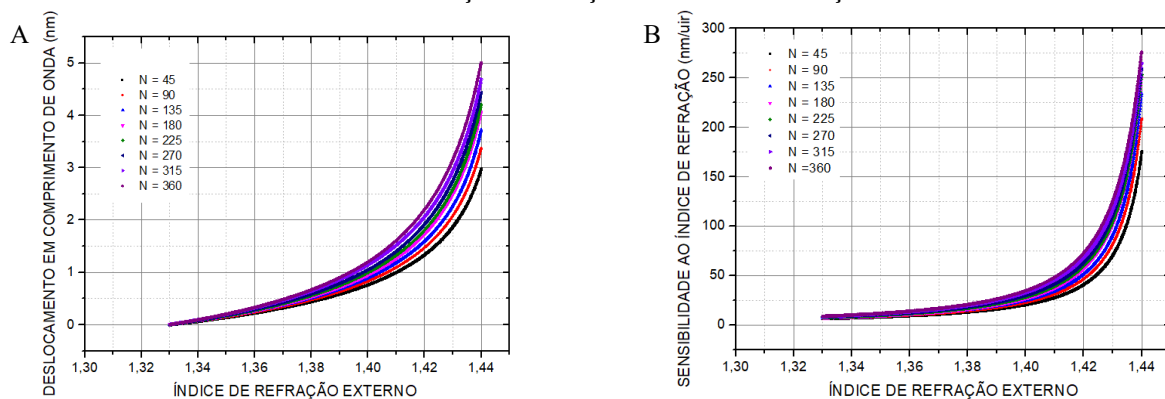 A
DESLOCAMENTO EM COMPRIMENTO DE ONDA (nm)
5
4
3
2
1
0
N = 45
N = 90
N = 135
N = 180
N = 225
N = 270
N = 315
N = 360
1,30 1,32 1,34 1,36 1,38 1,40 1,42 1,44
ÍNDICE DE REFRAÇÃO EXTERNO
B
SENSIBILIDADE AO ÍNDICE DE REFRAÇÃO (nm/uir)
300
250
200
150
100
50
0
N = 45
N = 90
N = 135
N = 180
N = 225
N = 270
N = 315
N =360
1,30 1,32 1,34 1,36 1,38 1,40 1,42 1,44
ÍNDICE DE REFRAÇÃO EXTERNO